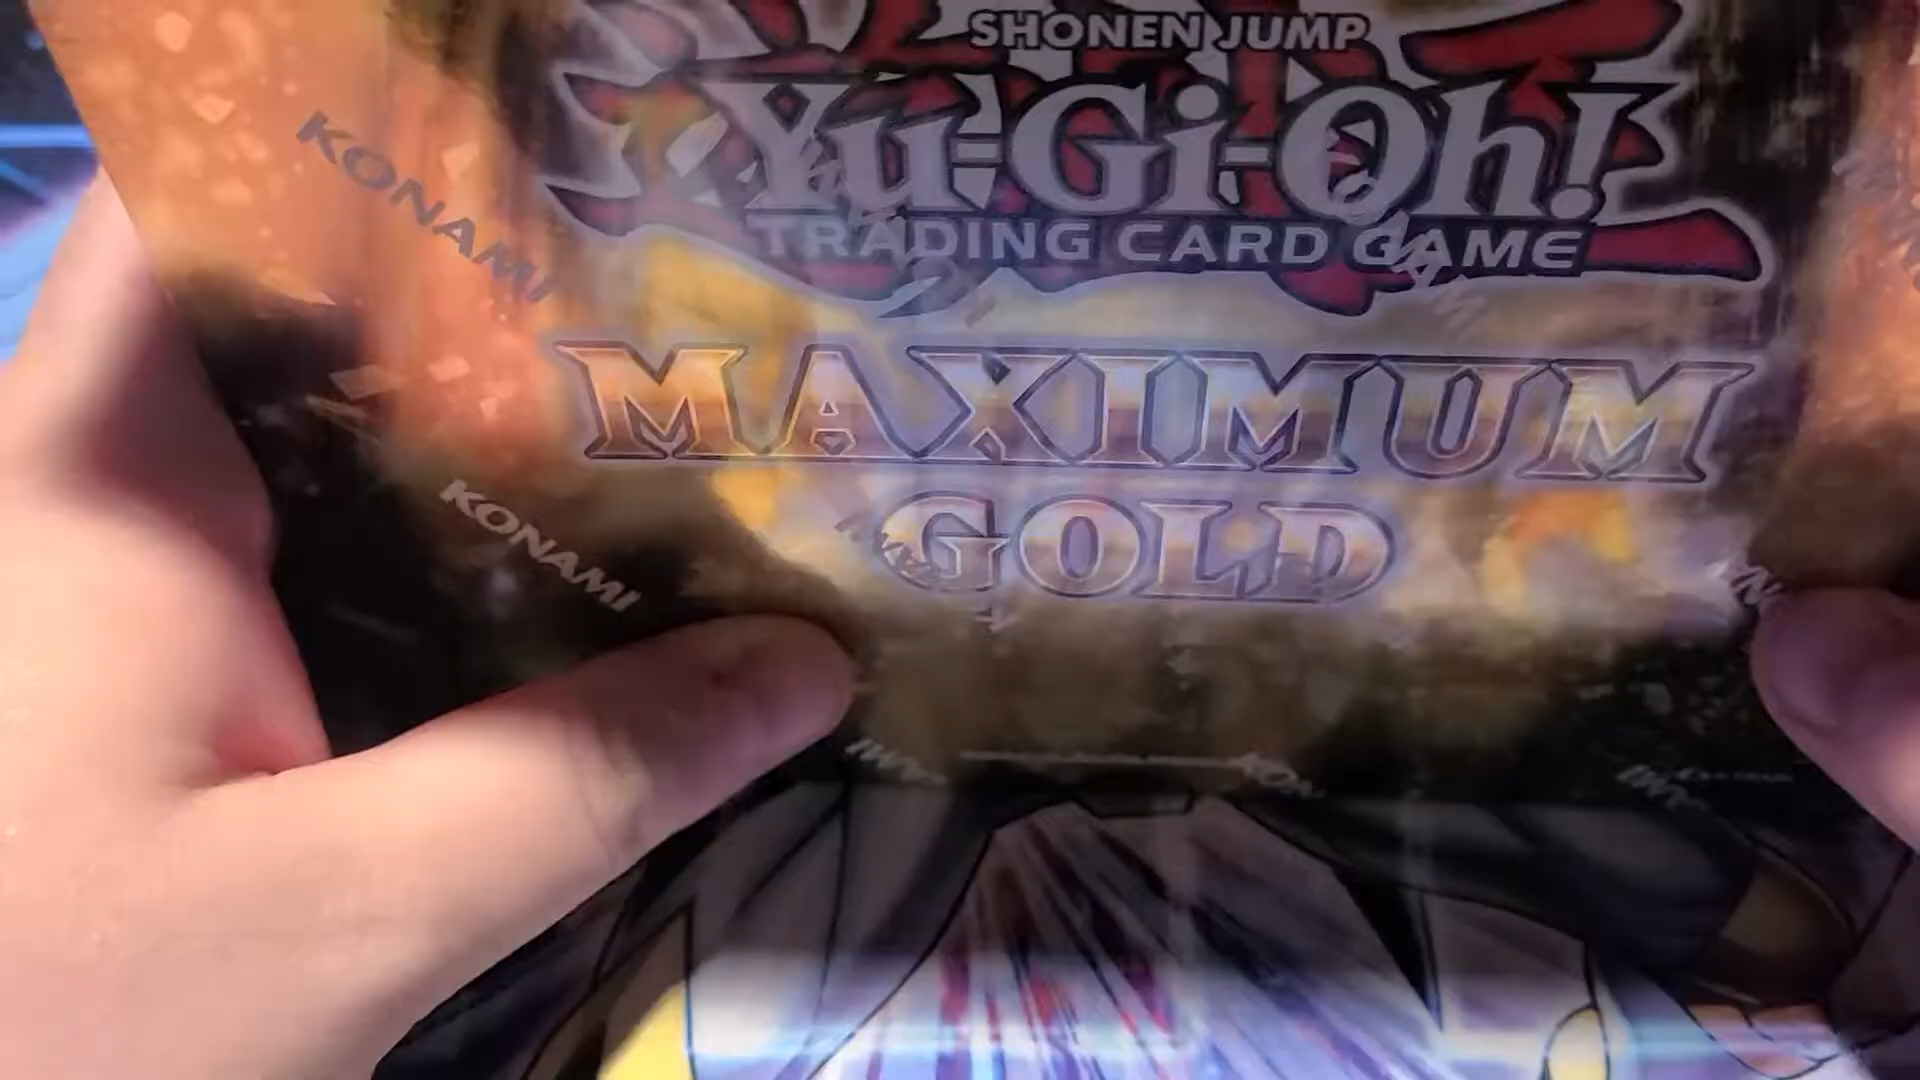 SHONEN JUMP
Yu-Gi-Oh!
TRADING CARD GAME
MAXIMUM
GOLD
KONAMI
KONAMI